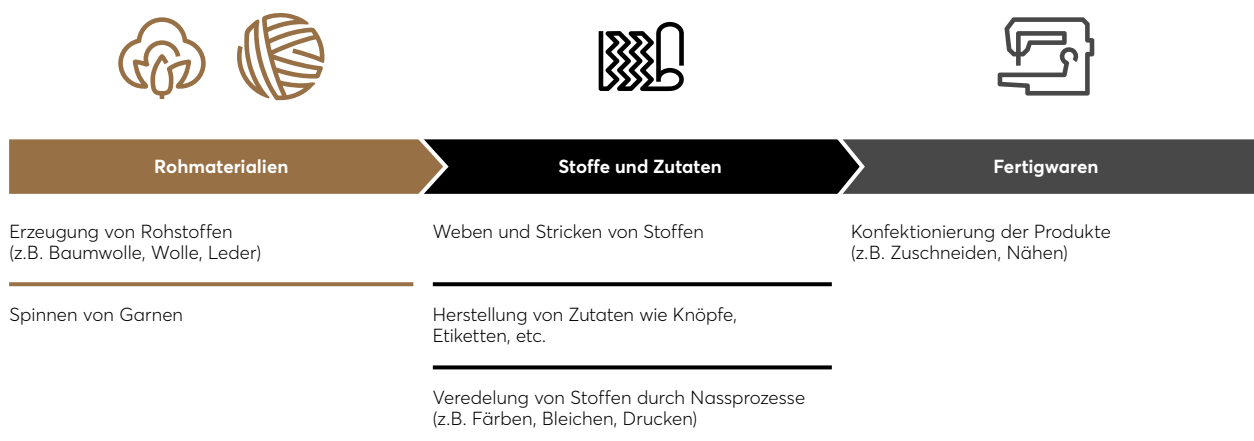 Rohmaterialien
Erzeugung von Rohstoffen
(z.B. Baumwolle, Wolle, Leder)
Spinnen von Garnen
Stoffe und Zutaten
Weben und Stricken von Stoffen
Herstellung von Zutaten wie Knöpfe,
Etiketten, etc.
Veredelung von Stoffen durch Nassprozesse
(z.B. Färben, Bleichen, Drucken)
Fertigwaren
Konfektionierung der Produkte
(z.B. Zuschneiden, Nähen)